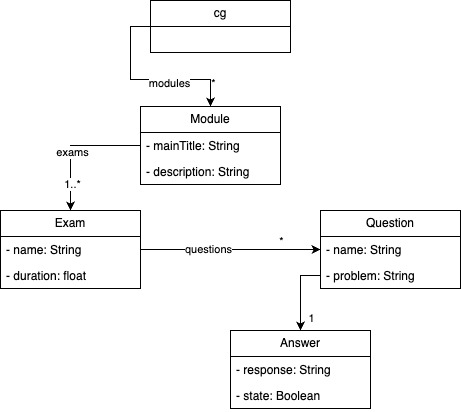 cg
modules
*
Module
- mainTitle: String
- description: String
exams
1..*
Exam
- name: String
- duration: float
questions
*
Question
- name: String
- problem: String
1
Answer
- response: String
- state: Boolean